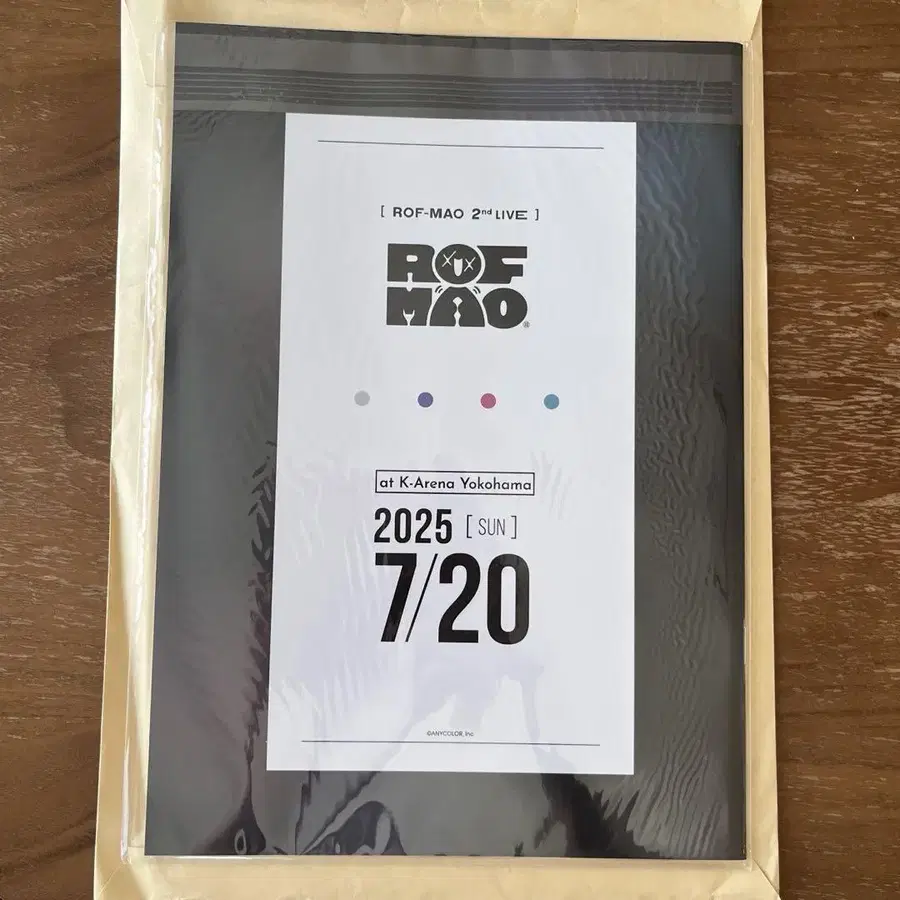 [ ROF-MAO 2nd LIVE ]
ROF
MAO®
at K-Arena Yokohama
2025 [ SUN ]
7/20
©ANYCOLOR, Inc.